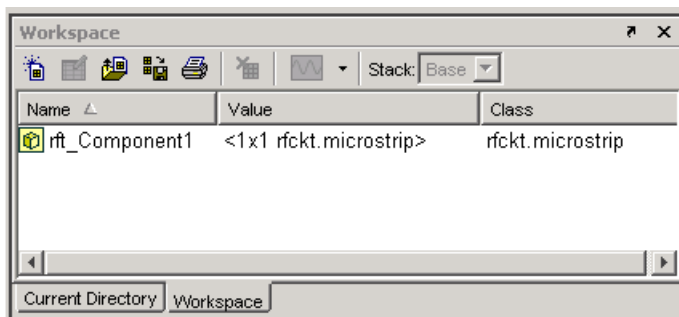 Workspace
Stack: Base
Name Value Class
rft_Component1 <1x1 rfckt.microstrip> rfckt.microstrip
Current Directory Workspace